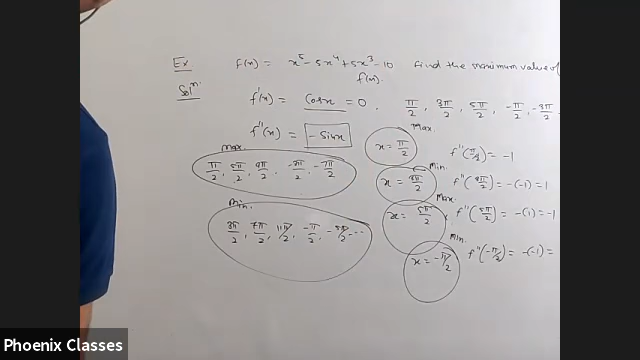 Ex f(x) = x⁵ - 5x⁴ + 5x³ - 10 Find the maximum value of
f(x).
Solⁿ.
f'(x) = Cosx = 0 . π/2 , 3π/2 , 5π/2 , -π/2, -3π/2
f''(x) = -Sinx
Max.
x = π/2 f''(π/2) = -1
Max.
π/2, 5π/2, 9π/2, -3π/2, -7π/2
Min.
x = 3π/2 f''(3π/2) = -(-1) = 1
Max
x = 5π/2, f''(5π/2) = -(1) = -1
Min.
3π/2, 7π/2, 11π/2, -π/2, -5π/2 ---
Min.
x = -π/2 f''(-π/2) = -(-1) =
Phoenix Classes